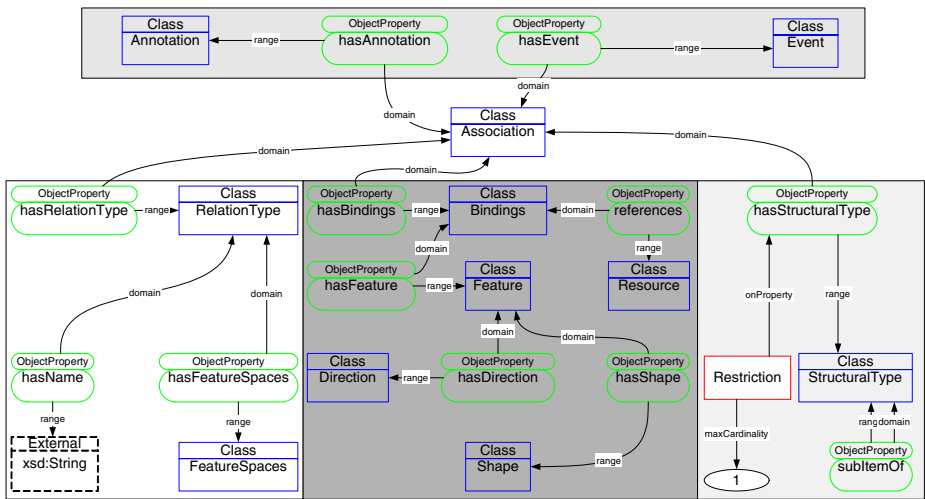 Class
Annotation
range
ObjectProperty
hasAnnotation
ObjectProperty
hasEvent
range
Class
Event
domain
domain
Class
Association
domain
domain
domain
ObjectProperty
hasRelationType
range
Class
RelationType
ObjectProperty
hasBindings
range
Class
Bindings
domain
ObjectProperty
references
ObjectProperty
hasStructuralType
domain
range
ObjectProperty
hasFeature
range
Class
Feature
Class
Resource
onProperty
range
domain
domain
domain
domain
ObjectProperty
hasName
ObjectProperty
hasFeatureSpaces
Class
Direction
range
ObjectProperty
hasDirection
ObjectProperty
hasShape
Restriction
Class
StructuralType
range
range
range
domain
maxCardinality
External
xsd:String
Class
FeatureSpaces
Class
Shape
range
1
ObjectProperty
subItemOf